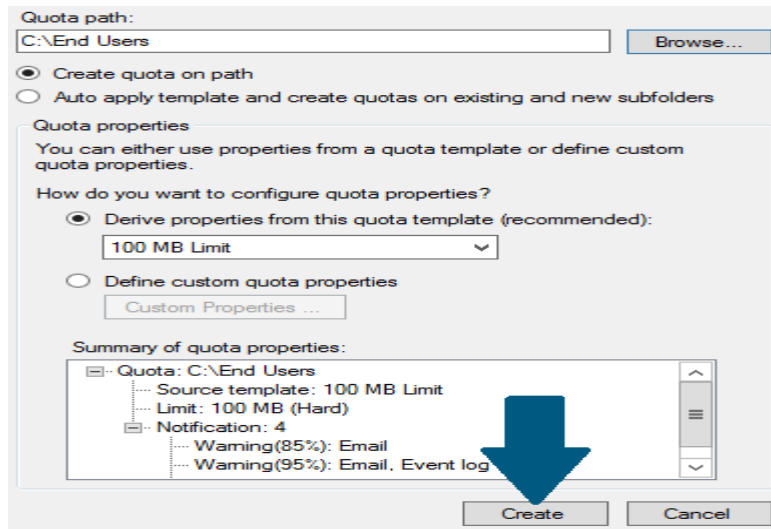 Quota path:
C:\End Users
Browse...
Create quota on path
Auto apply template and create quotas on existing and new subfolders
Quota properties
You can either use properties from a quota template or define custom
quota properties.
How do you want to configure quota properties?
Derive properties from this quota template (recommended):
100 MB Limit
Define custom quota properties
Custom Properties ...
Summary of quota properties:
Quota: C:\End Users
Source template: 100 MB Limit
Limit: 100 MB (Hard)
Notification: 4
Warning(85%): Email
Warning(95%): Email, Event log
Create
Cancel